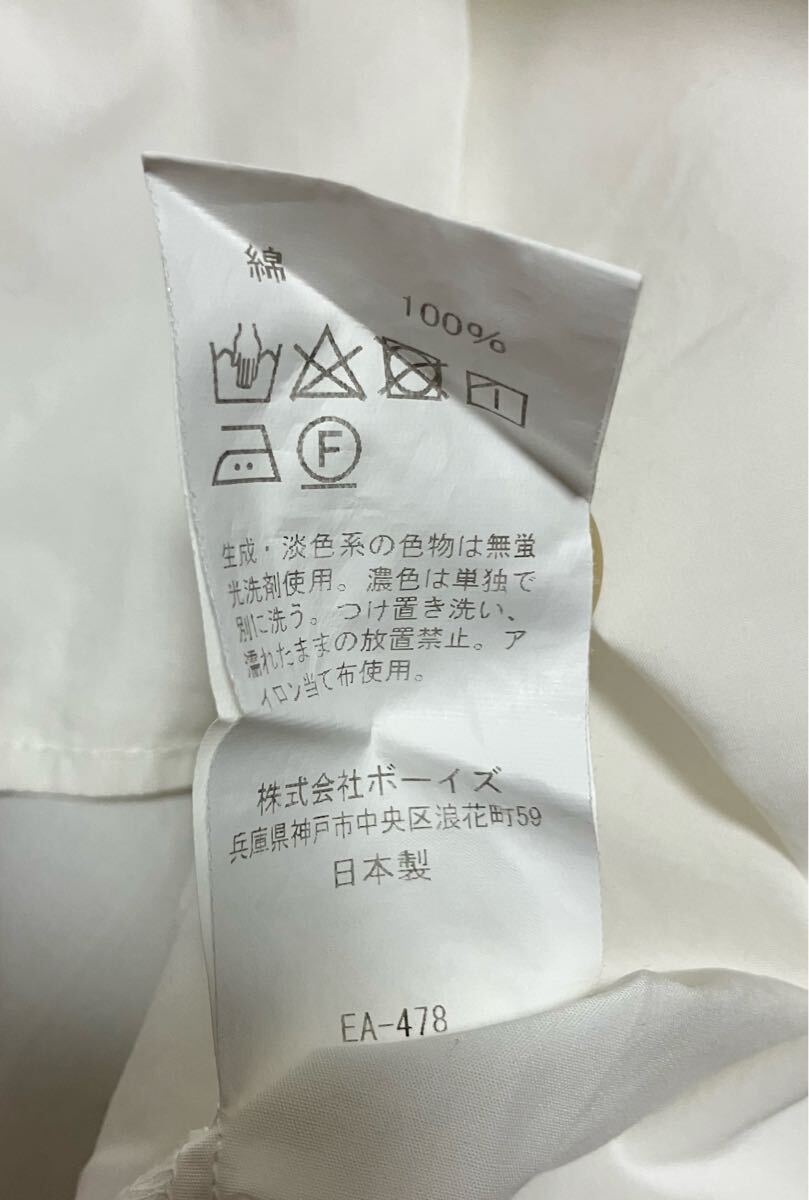 綿
100%
F
生成・淡色系の色物は無蛍
光洗剤使用。濃色は単独で
別に洗う。つけ置き洗い、
濡れたままの放置禁止。ア
イロン当て布使用。
株式会社ボーイズ
兵庫県神戸市中央区浪花町59
日本製
EA-478